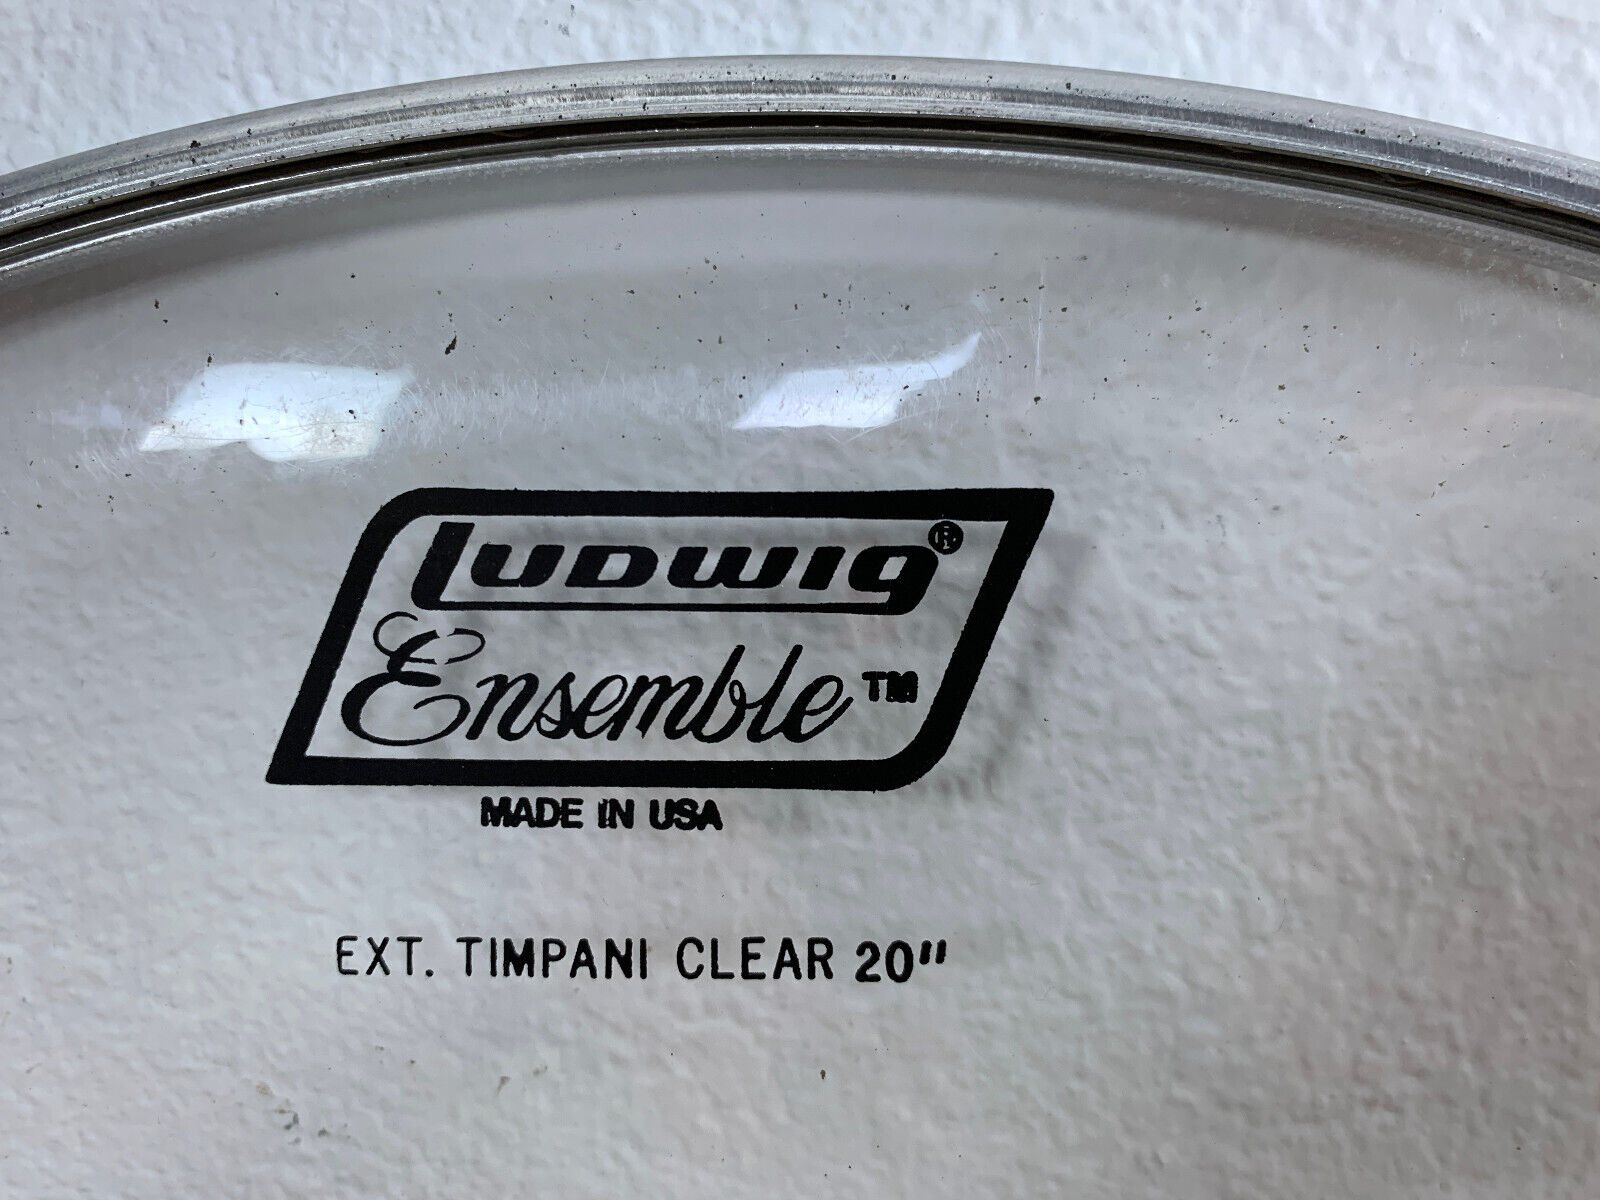 LUDWIG®
Ensemble™
MADE IN USA
EXT. TIMPANI CLEAR 20"